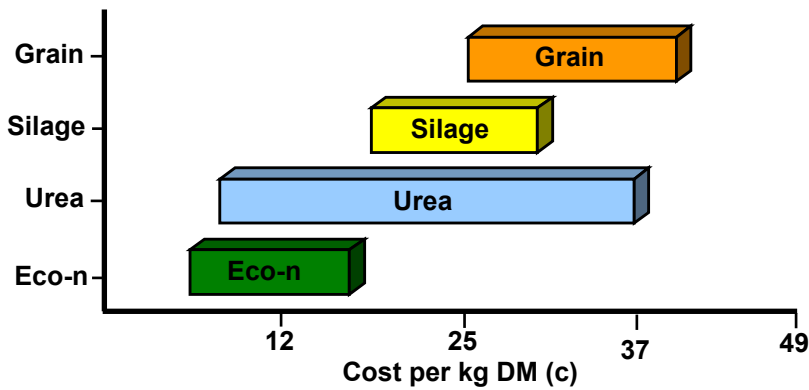 Grain
Grain
Silage
Silage
Urea
Urea
Eco-n
Eco-n
12 25 37 49
Cost per kg DM (c)